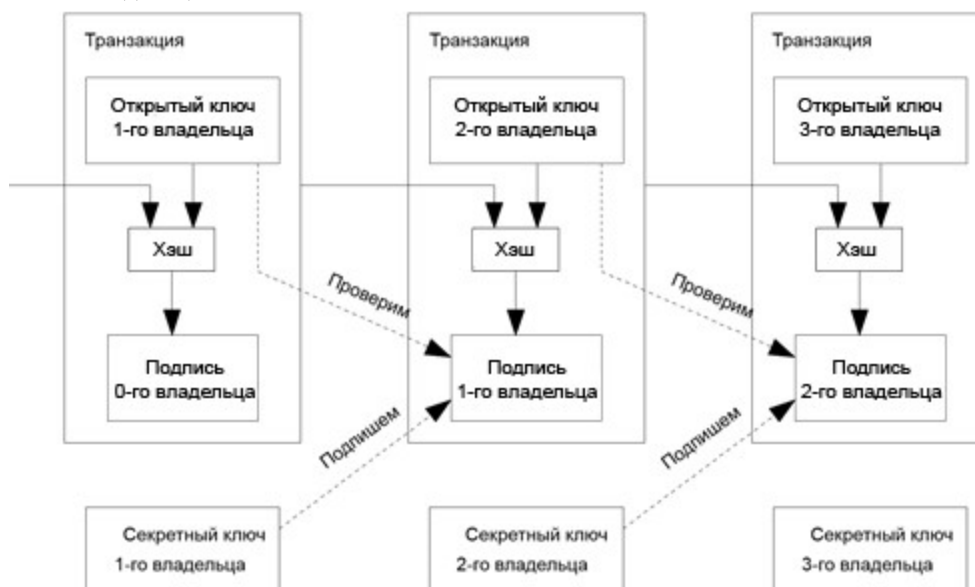 Транзакция
Транзакция
Транзакция
Открытый ключ
1-го владельца
Открытый ключ
2-го владельца
Открытый ключ
3-го владельца
Хэш
Хэш
Хэш
Проверим
Проверим
Подпись
0-го владельца
Подпись
1-го владельца
Подпись
2-го владельца
Подпишем
Подпишем
Секретный ключ
1-го владельца
Секретный ключ
2-го владельца
Секретный ключ
3-го владельца